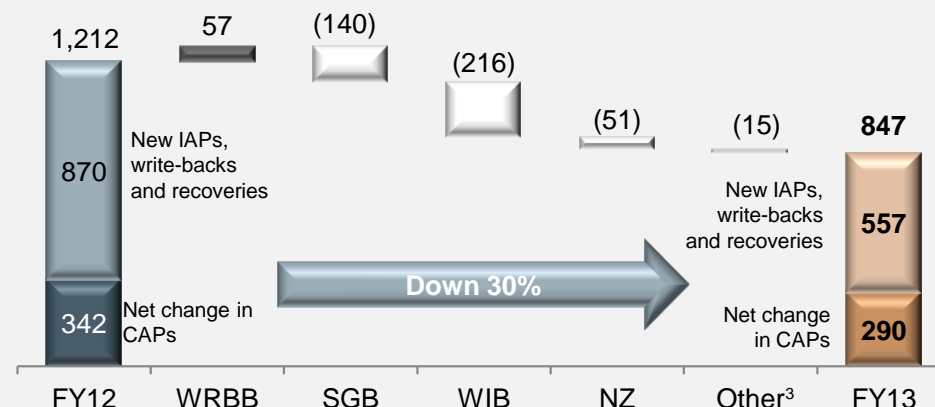 1,212
57
(140)
(216)
(51)
(15)
847
New IAPs,
write-backs
and recoveries
870
New IAPs,
write-backs
and recoveries
557
Down 30%
Net change in
CAPs
342
Net change
in CAPs
290
FY12 WRBB SGB WIB NZ Other³ FY13